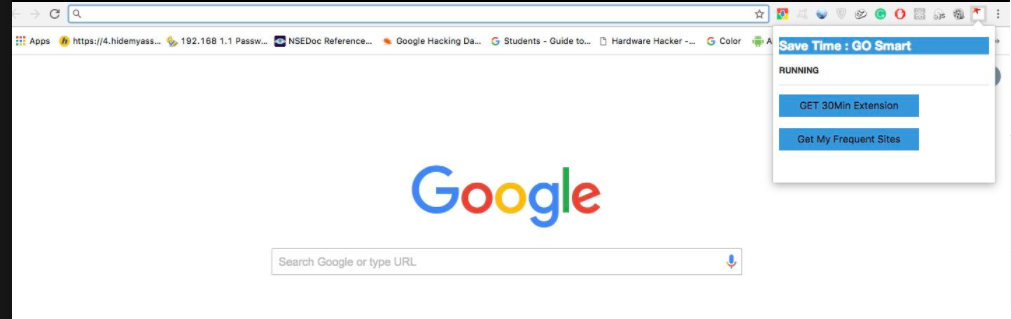 Apps https://4.hidemyass... 192.168 1.1 Passw... NSEDoc Reference... Google Hacking Da... Students - Guide to... Hardware Hacker -... Color A
Save Time : GO Smart
RUNNING
GET 30Min Extension
Get My Frequent Sites
Google
Search Google or type URL